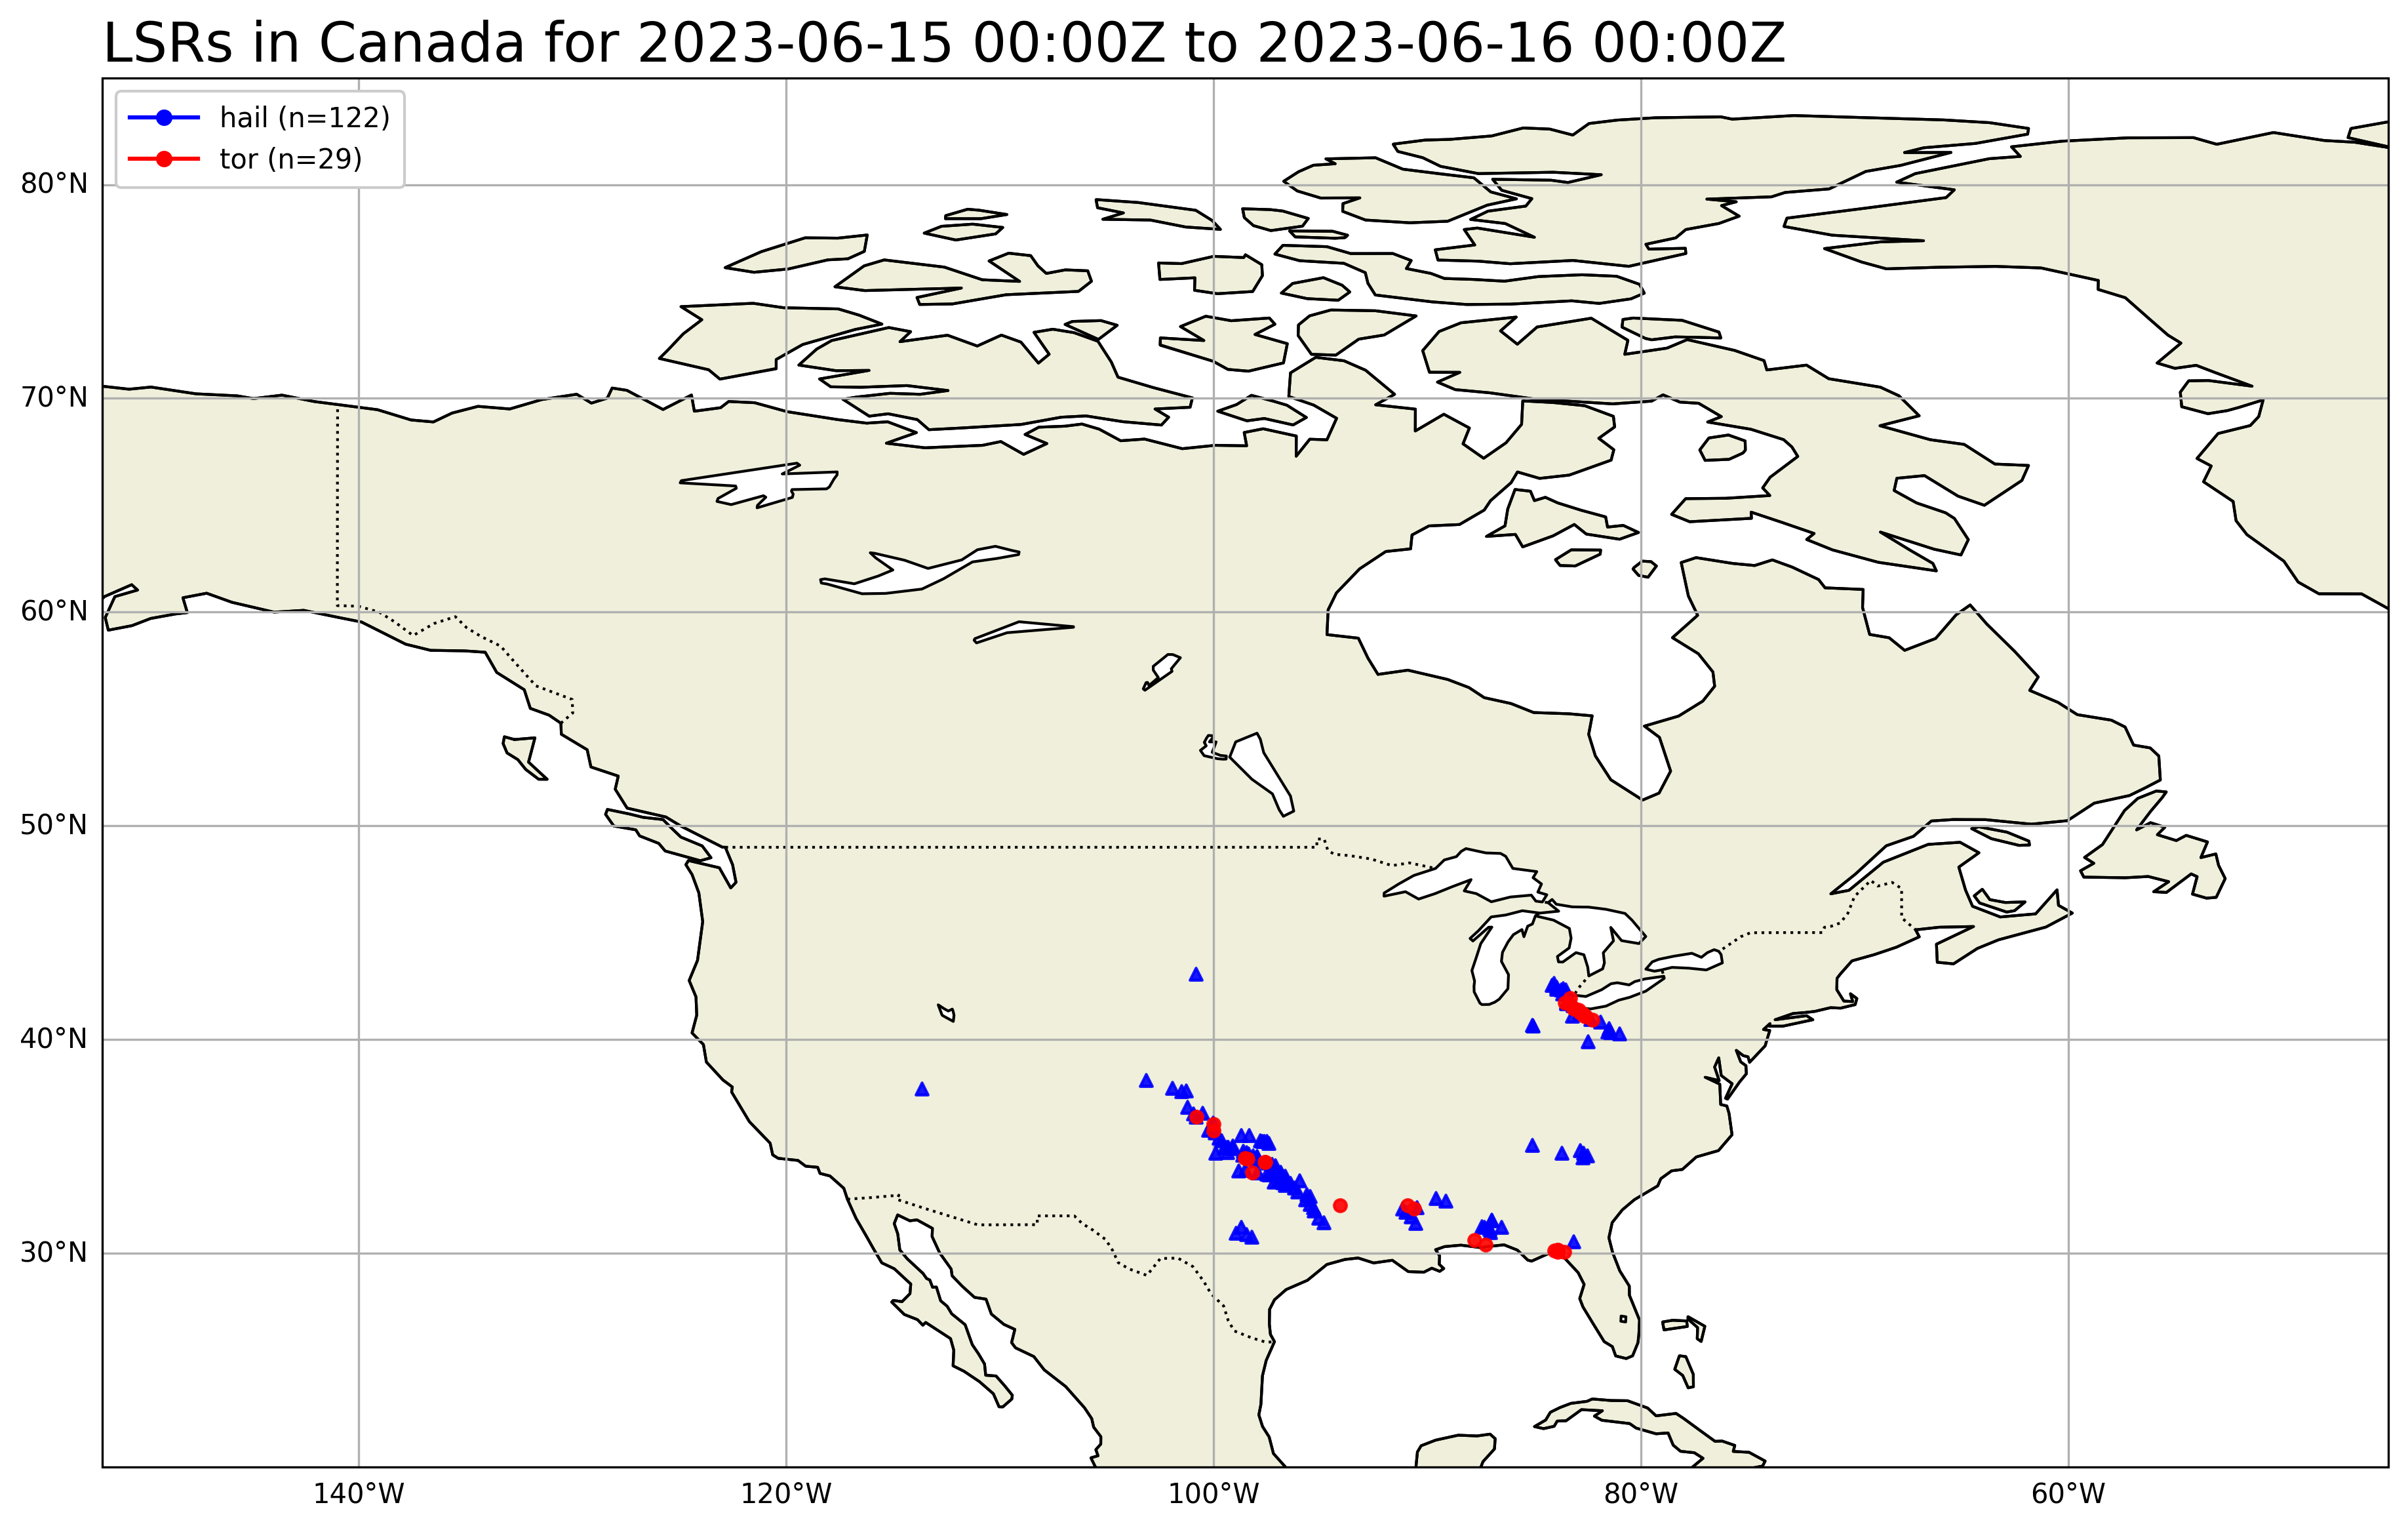 LSRs in Canada for 2023-06-15 00:00Z to 2023-06-16 00:00Z
hail (n=122)
tor (n=29)
80°N
70°N
60°N
50°N
40°N
30°N
140°W
120°W
100°W
80°W
60°W